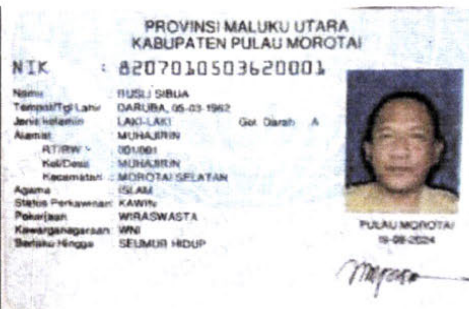 PROVINSI MALUKU UTARA
KABUPATEN PULAU MOROTAI
NIK : 8207010503620001
Nama : RUSLI SIBUA
Tempat/Tgl Lahir : DARUBA, 05-03-1962
Jenis kelamin : LAKI-LAKI Gol. Darah A
Alamat : MUHAJIRIN
RT/RW : 001/001
Kel/Desa : MUHAJIRIN
Kecamatan : MOROTAI SELATAN
Agama : ISLAM
Status Perkawinan: KAWIN
Pekerjaan : WIRASWASTA
Kewarganegaraan: WNI
Berlaku Hingga : SEUMUR HIDUP
PULAU MOROTAI
19-08-2024